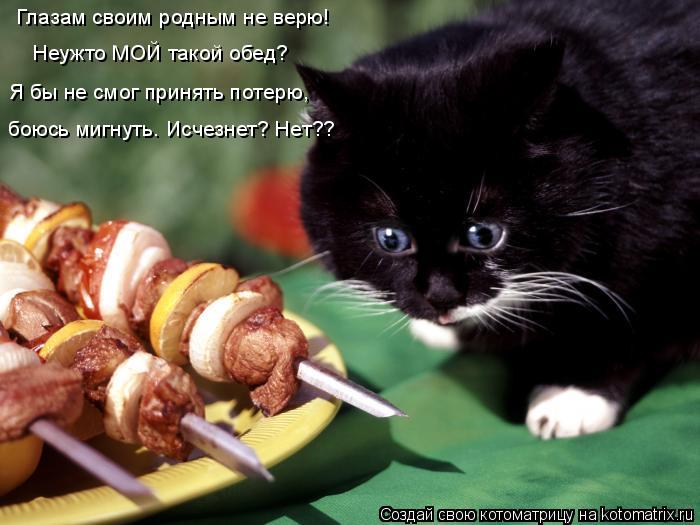 Глазам своим родным не верю!
Неужто МОЙ такой обед?
Я бы не смог принять потерю,
боюсь мигнуть. Исчезнет? Нет??
Создай свою котоматрицу на kotomatrix.ru